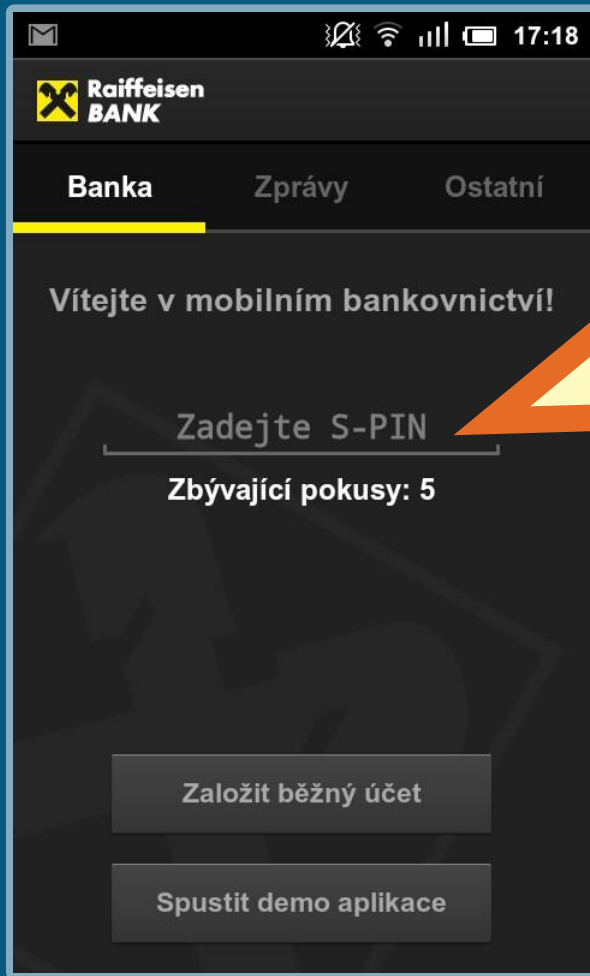 17:18
Raiffeisen
BANK
Banka Zprávy Ostatní
Vítejte v mobilním bankovnictví!
Zadejte S-PIN
Zbývající pokusy: 5
Založit běžný účet
Spustit demo aplikace